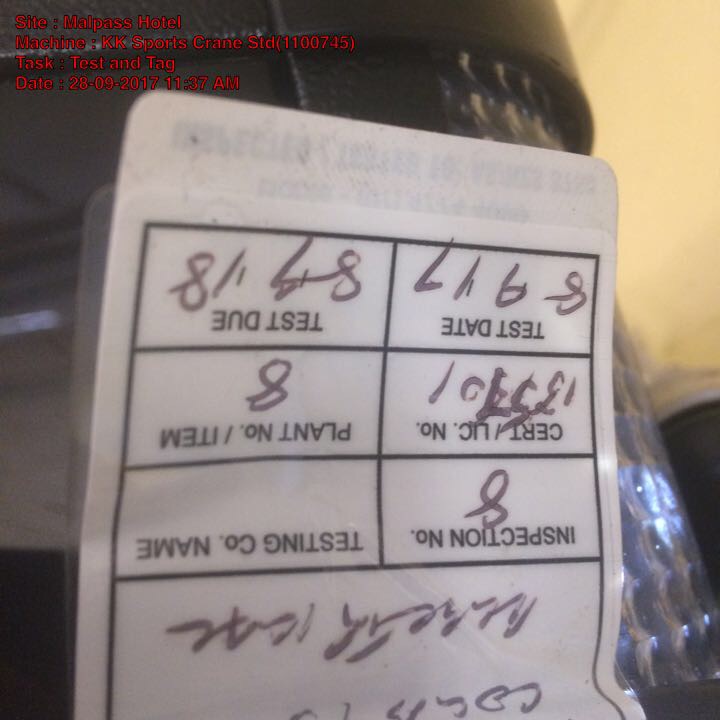 Site : Malpass Hotel
Machine : KK Sports Crane Std(1100745)
Task : Test and Tag
Date : 28-09-2017 11:37 AM
INSPECTION No. TESTING Co. NAME
8
CERT / LIC. No. PLANT No. / ITEM
8
TEST DATE TEST DUE
8-9-17 8-9-18